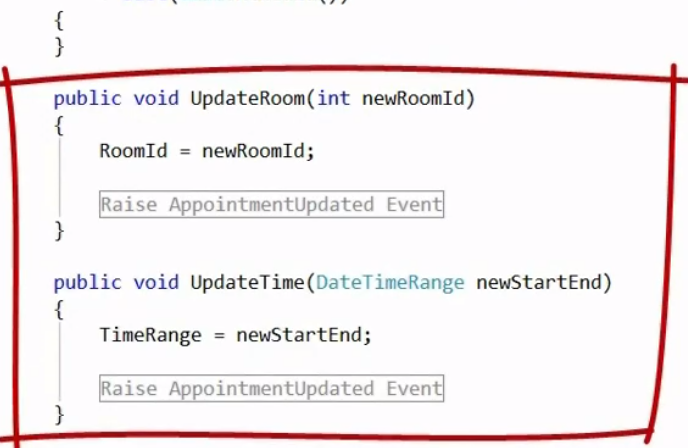 {
}
public void UpdateRoom(int newRoomId)
{
RoomId = newRoomId;
Raise AppointmentUpdated Event
}
public void UpdateTime(DateTimeRange newStartEnd)
{
TimeRange = newStartEnd;
Raise AppointmentUpdated Event
}